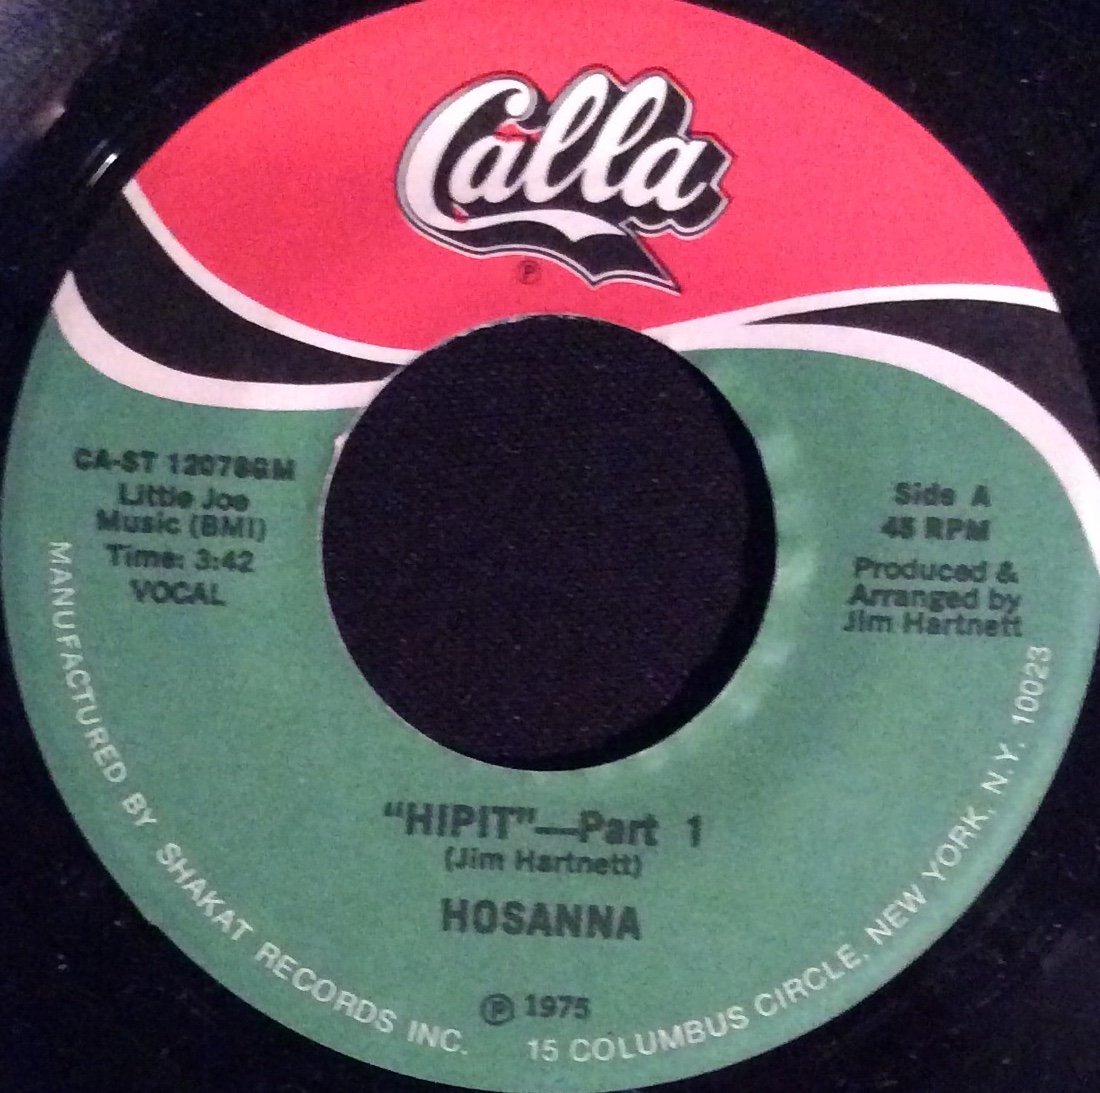 Calla
℗
CA-ST 12078GM
Little Joe
Music (BMI)
Time: 3:42
VOCAL
Side A
45 RPM
Produced &
Arranged by
Jim Hartnett
"HIPIT"—Part 1
(Jim Hartnett)
HOSANNA
℗ 1975
MANUFACTURED BY SHAKAT RECORDS INC. 15 COLUMBUS CIRCLE, NEW YORK, N.Y. 10023